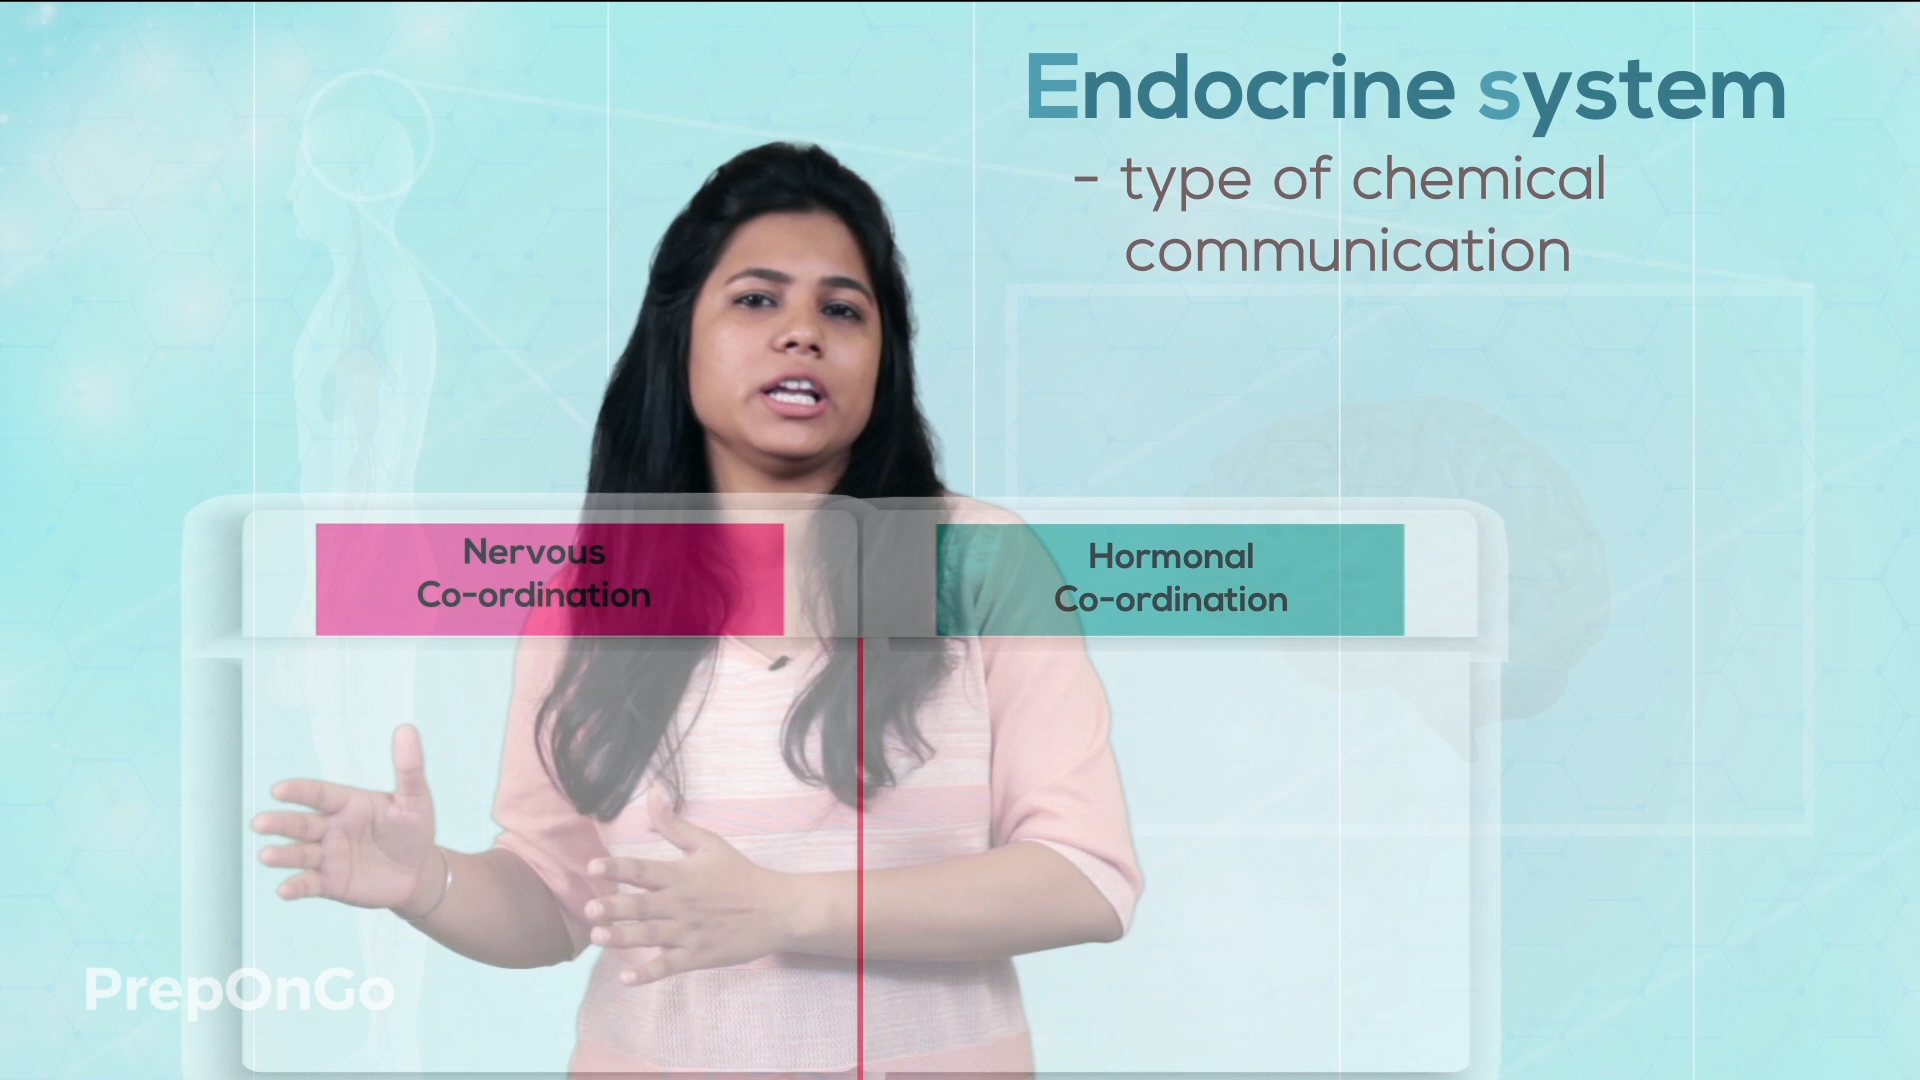 Endocrine system
- type of chemical
communication
Nervous
Co-ordination
Hormonal
Co-ordination
PrepOnGo